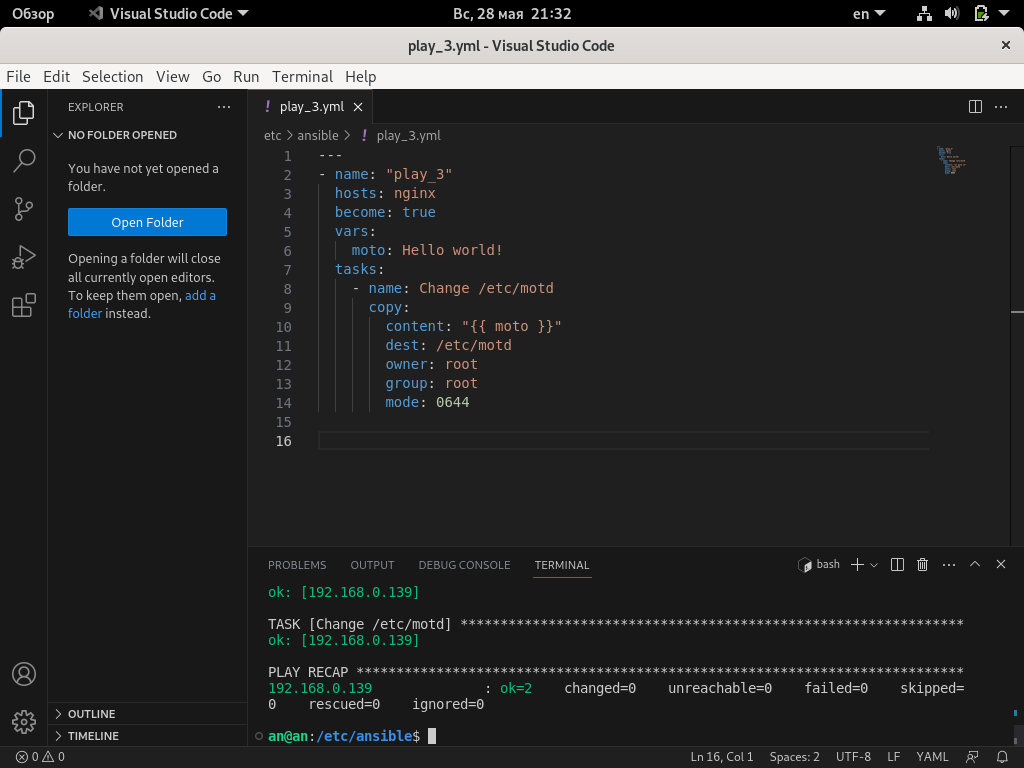 Обзор Visual Studio Code Вс, 28 мая 21:32 en
play_3.yml - Visual Studio Code
File Edit Selection View Go Run Terminal Help
EXPLORER
NO FOLDER OPENED
You have not yet opened a
folder.
Open Folder
Opening a folder will close
all currently open editors.
To keep them open, add a
folder instead.
OUTLINE
TIMELINE
! play_3.yml
etc > ansible > ! play_3.yml
1 ---
2 - name: "play_3"
3 hosts: nginx
4 become: true
5 vars:
6 moto: Hello world!
7 tasks:
8 - name: Change /etc/motd
9 copy:
10 content: "{{ moto }}"
11 dest: /etc/motd
12 owner: root
13 group: root
14 mode: 0644
15
16
PROBLEMS OUTPUT DEBUG CONSOLE TERMINAL bash
ok: [192.168.0.139]
TASK [Change /etc/motd] ***************************************************************
ok: [192.168.0.139]
PLAY RECAP ****************************************************************************
192.168.0.139 : ok=2 changed=0 unreachable=0 failed=0 skipped=
0 rescued=0 ignored=0
an@an:/etc/ansible$
0 0 Ln 16, Col 1 Spaces: 2 UTF-8 LF YAML